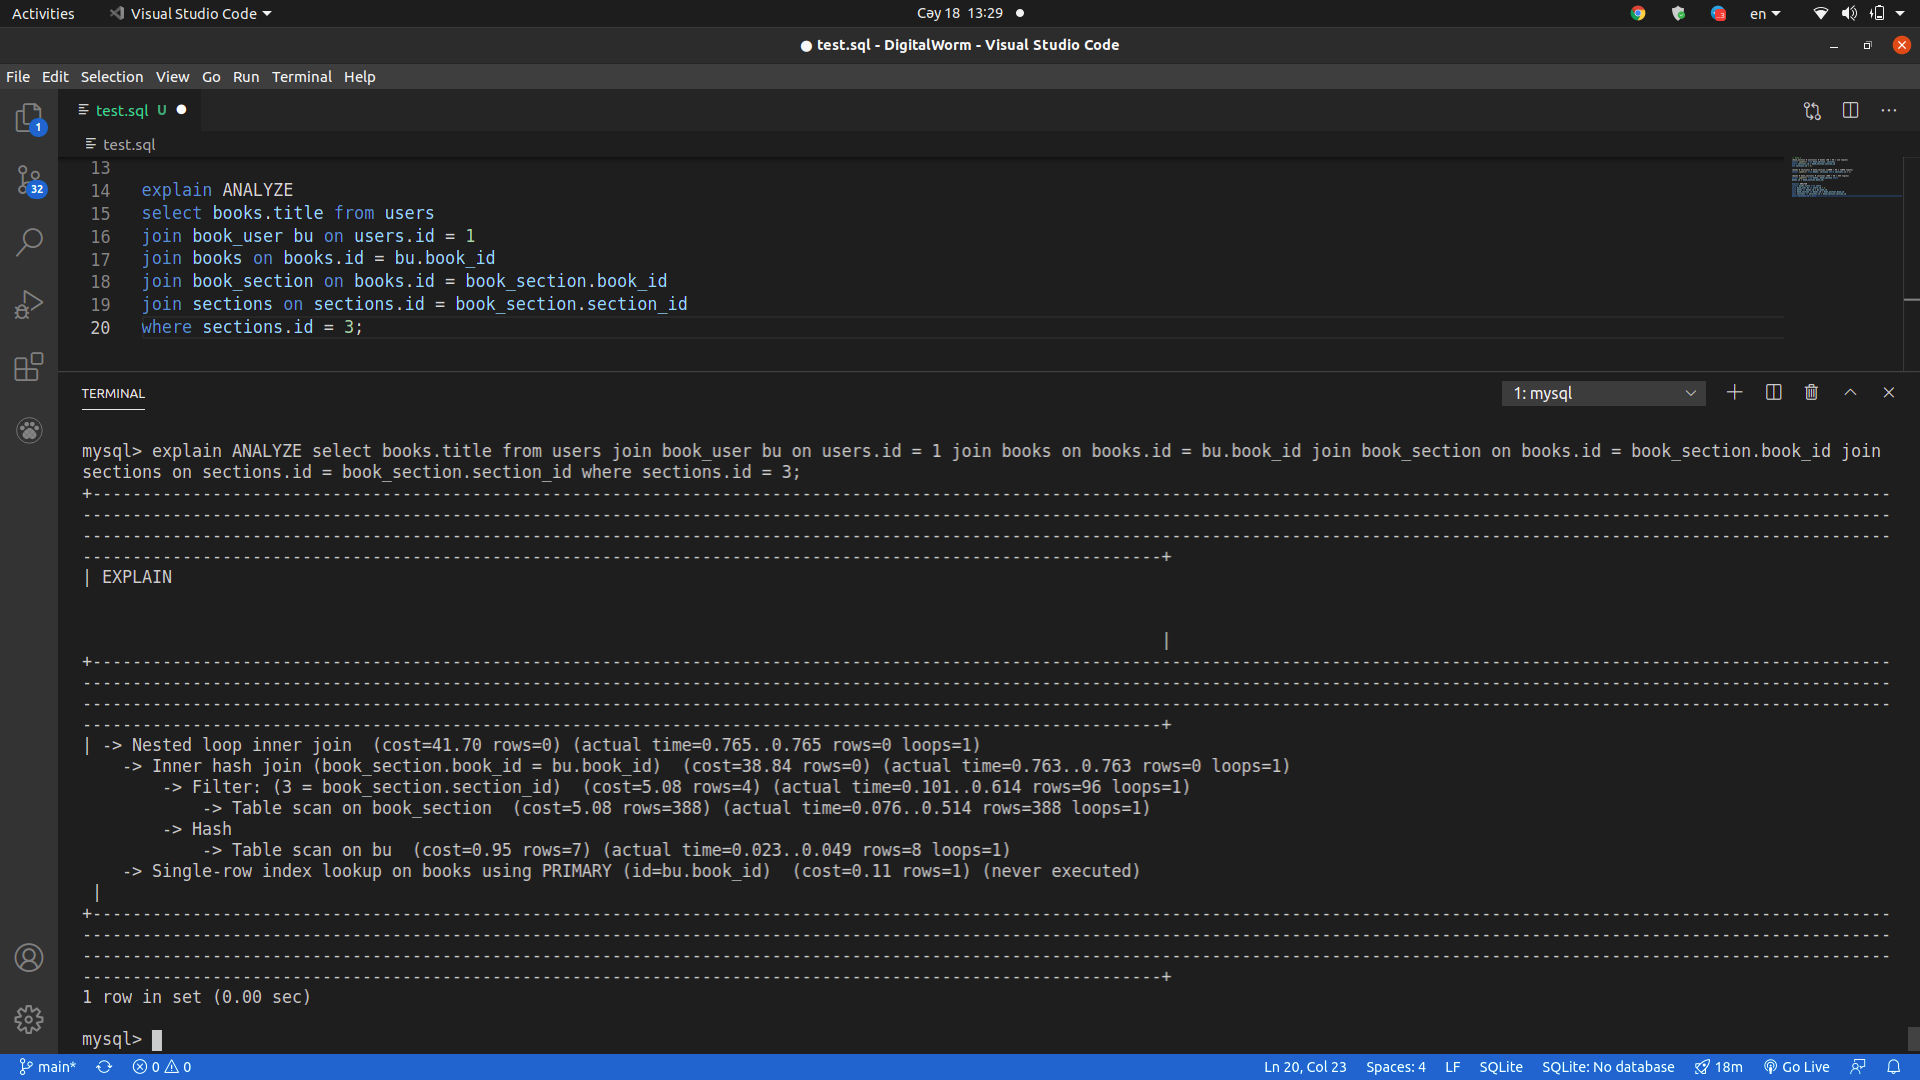 Activities
Visual Studio Code
Cəy 18 13:29
3
en
● test.sql - DigitalWorm - Visual Studio Code
File Edit Selection View Go Run Terminal Help
1
32
test.sql U
test.sql
13
14 explain ANALYZE
15 select books.title from users
16 join book_user bu on users.id = 1
17 join books on books.id = bu.book_id
18 join book_section on books.id = book_section.book_id
19 join sections on sections.id = book_section.section_id
20 where sections.id = 3;
TERMINAL
1: mysql
mysql> explain ANALYZE select books.title from users join book_user bu on users.id = 1 join books on books.id = bu.book_id join book_section on books.id = book_section.book_id join
sections on sections.id = book_section.section_id where sections.id = 3;
| EXPLAIN
|
| -> Nested loop inner join  (cost=41.70 rows=0) (actual time=0.765..0.765 rows=0 loops=1)
    -> Inner hash join (book_section.book_id = bu.book_id)  (cost=38.84 rows=0) (actual time=0.763..0.763 rows=0 loops=1)
        -> Filter: (3 = book_section.section_id)  (cost=5.08 rows=4) (actual time=0.101..0.614 rows=96 loops=1)
            -> Table scan on book_section  (cost=5.08 rows=388) (actual time=0.076..0.514 rows=388 loops=1)
        -> Hash
            -> Table scan on bu  (cost=0.95 rows=7) (actual time=0.023..0.049 rows=8 loops=1)
    -> Single-row index lookup on books using PRIMARY (id=bu.book_id)  (cost=0.11 rows=1) (never executed)
|
1 row in set (0.00 sec)
mysql>
main* 0 0 Ln 20, Col 23 Spaces: 4 LF SQLite SQLite: No database 18m Go Live